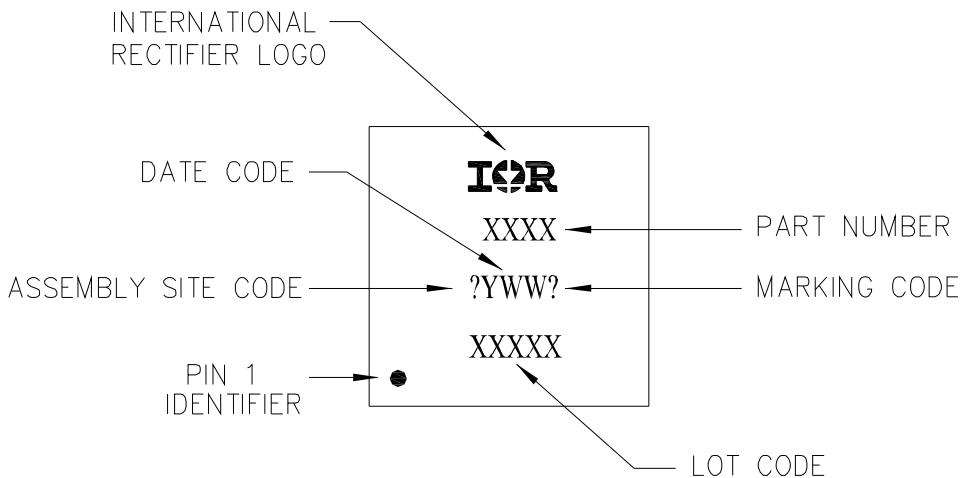 INTERNATIONAL
RECTIFIER LOGO
IOR
DATE CODE
XXXX
PART NUMBER
ASSEMBLY SITE CODE
?YWW?
MARKING CODE
XXXXX
PIN 1
IDENTIFIER
LOT CODE